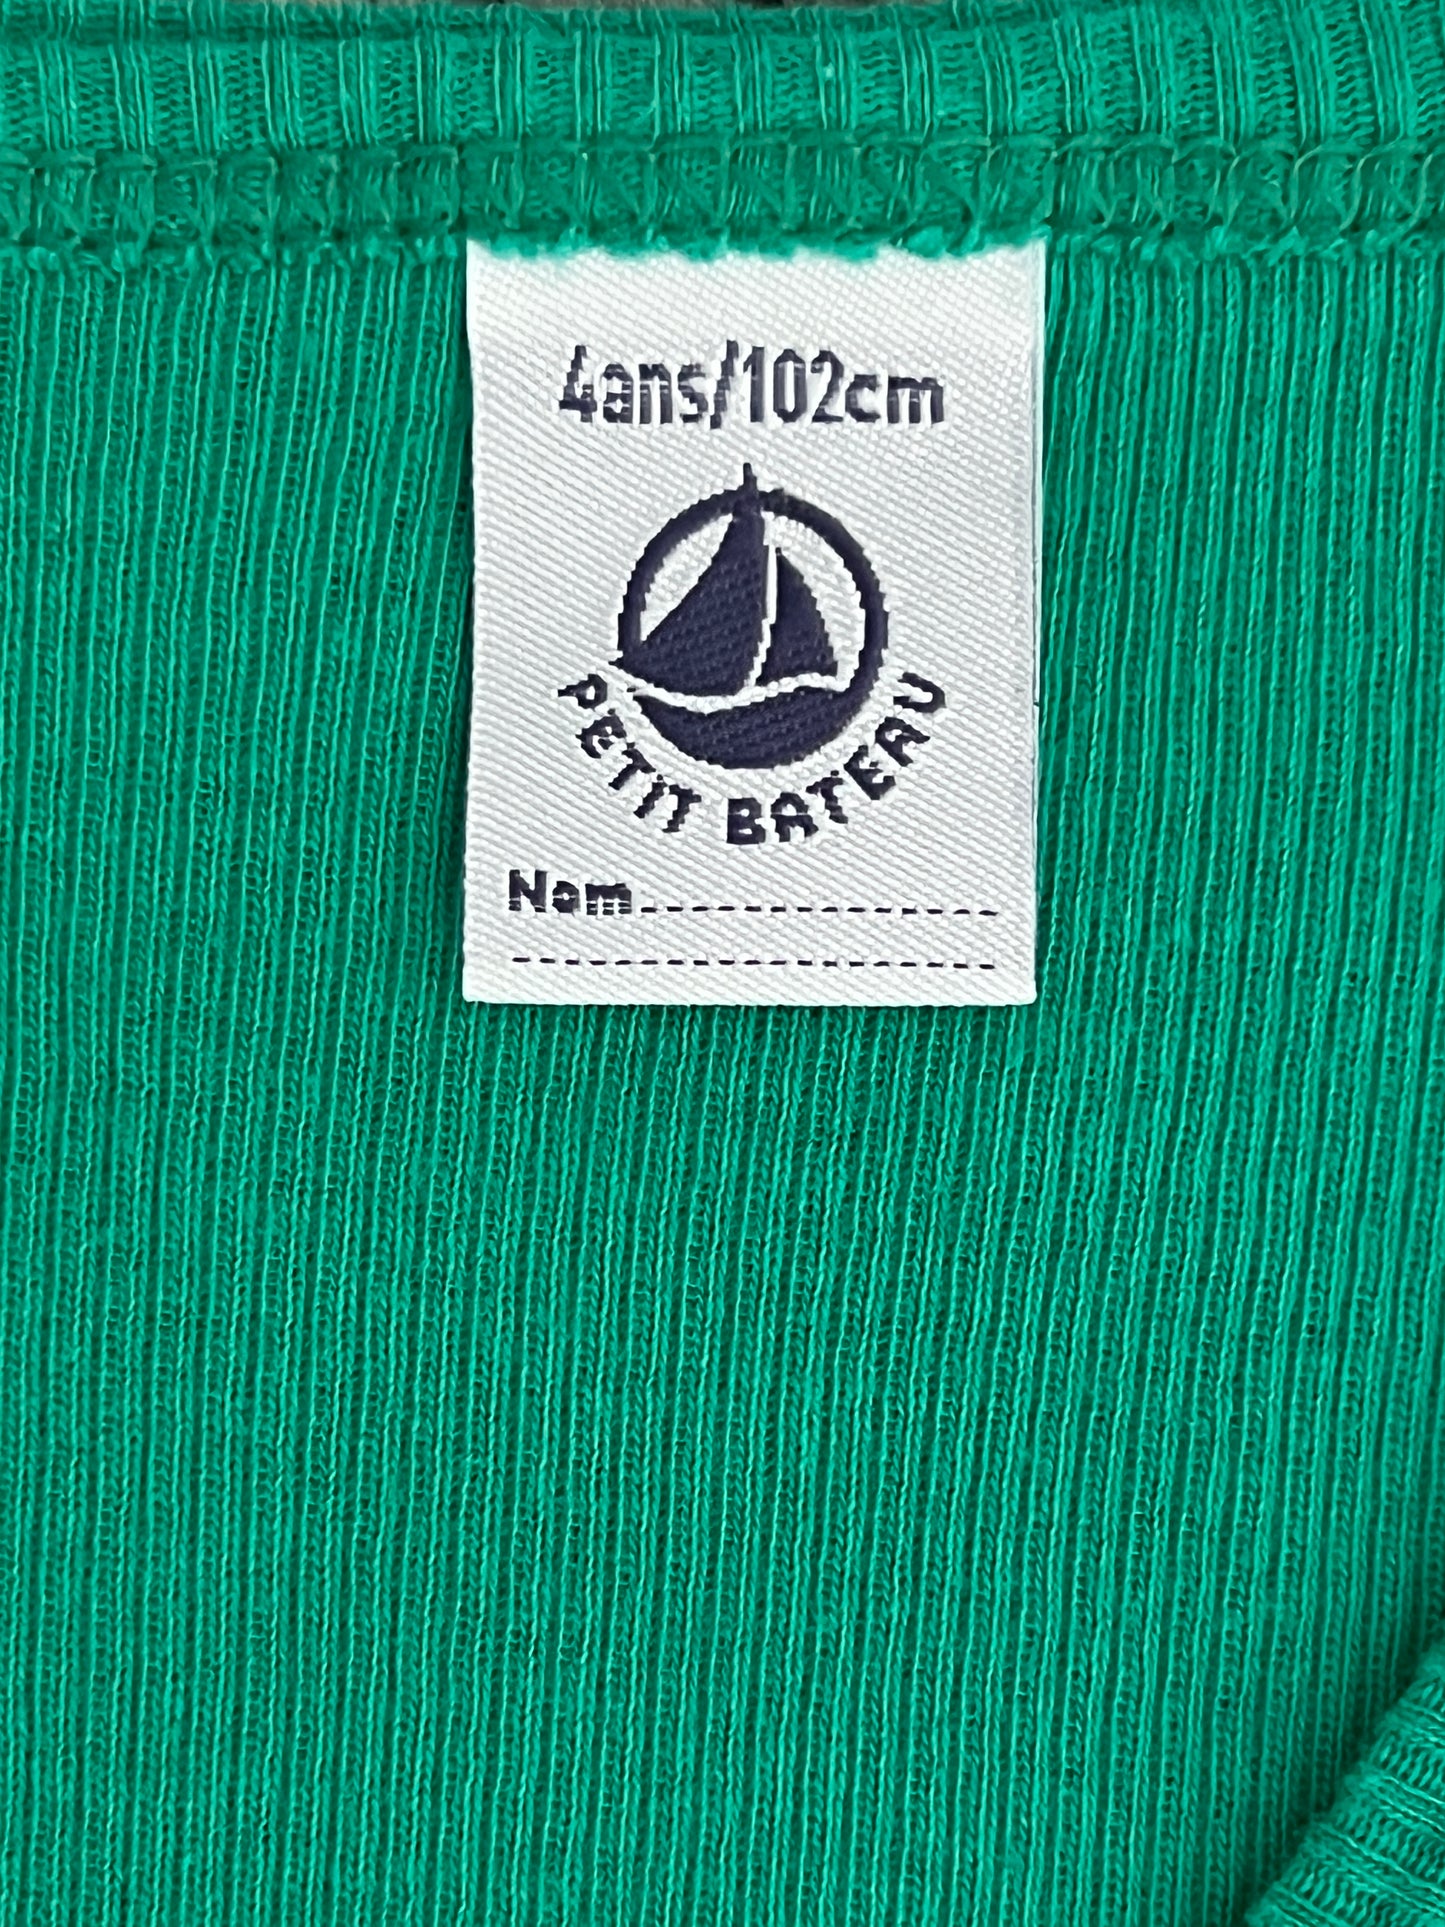 4ans/102cm
PETIT BATEAU
Nom